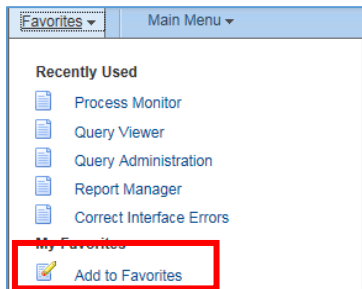 Favorites Main Menu
Recently Used
Process Monitor
Query Viewer
Query Administration
Report Manager
Correct Interface Errors
My Favorites
Add to Favorites